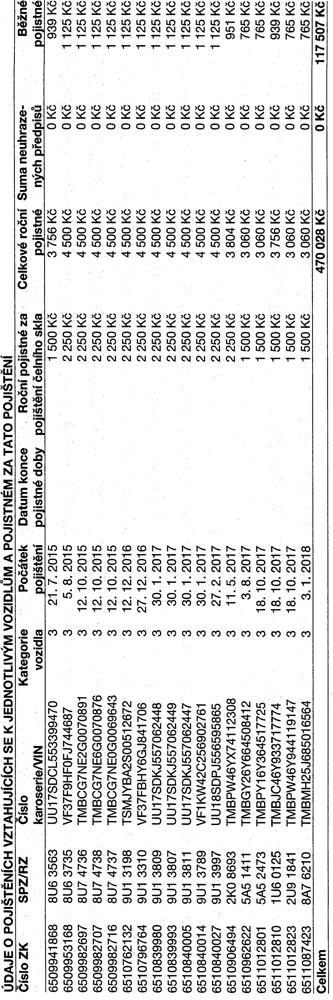 ÚDAJE O POJIŠTĚNÍCH VZTAHUJÍCÍCH SE K JEDNOTLIVÝM VOZIDLŮM A POJISTNÉM ZA TATO POJIŠTĚNÍ
Číslo ZK SPZ/RZ Číslo Kategorie Počátek Datum konce Roční pojistné za Celkové roční Suma neuhraze- Běžné
karoserie/VIN vozidla pojištění pojistné doby pojištění čelního skla pojistné ných předpisů pojistné
6509941868 8U6 3563 UU17SDCL553399470 3 21. 7. 2015 1 500 Kč 3 756 Kč 0 Kč 939 Kč
6509953168 8U6 3735 VF37F9HF0FJ744687 3 5. 8. 2015 2 250 Kč 4 500 Kč 0 Kč 1 125 Kč
6509982697 8U7 4736 TMBCG7NE2G0070891 3 12. 10. 2015 2 250 Kč 4 500 Kč 0 Kč 1 125 Kč
6509982707 8U7 4738 TMBCG7NE6G0070876 3 12. 10. 2015 2 250 Kč 4 500 Kč 0 Kč 1 125 Kč
6509982716 8U7 4737 TMBCG7NE0G0069643 3 12. 10. 2015 2 250 Kč 4 500 Kč 0 Kč 1 125 Kč
6510762132 9U1 3198 TSMJYBA2S00512672 3 12. 12. 2016 2 250 Kč 4 500 Kč 0 Kč 1 125 Kč
6510796764 9U1 3310 VF37FBHY6GJ841706 3 27. 12. 2016 2 250 Kč 4 500 Kč 0 Kč 1 125 Kč
6510839980 9U1 3809 UU17SDKJ557062448 3 30. 1. 2017 2 250 Kč 4 500 Kč 0 Kč 1 125 Kč
6510839993 9U1 3807 UU17SDKJ557062449 3 30. 1. 2017 2 250 Kč 4 500 Kč 0 Kč 1 125 Kč
6510840005 9U1 3811 UU17SDKJ557062447 3 30. 1. 2017 2 250 Kč 4 500 Kč 0 Kč 1 125 Kč
6510840014 9U1 3789 VF1KW42C256902761 3 30. 1. 2017 2 250 Kč 4 500 Kč 0 Kč 1 125 Kč
6510840027 9U1 3997 UU18SDPJ556595865 3 27. 2. 2017 2 250 Kč 4 500 Kč 0 Kč 1 125 Kč
6510906494 2K0 8693 TMBPW46YX74112308 3 11. 5. 2017 2 250 Kč 3 804 Kč 0 Kč 951 Kč
6510962622 5A5 1411 TMBGY26Y664508412 3 3. 8. 2017 1 500 Kč 3 060 Kč 0 Kč 765 Kč
6511012801 5A5 2473 TMBPY16Y364517725 3 18. 10. 2017 1 500 Kč 3 060 Kč 0 Kč 765 Kč
6511012810 1U6 0125 TMBJC46Y933717774 3 18. 10. 2017 1 500 Kč 3 756 Kč 0 Kč 939 Kč
6511012823 2U9 1841 TMBPW46Y944119147 3 18. 10. 2017 1 500 Kč 3 060 Kč 0 Kč 765 Kč
6511087423 8A7 6210 TMBMH25J685016564 3 3. 1. 2018 1 500 Kč 3 060 Kč 0 Kč 765 Kč
Celkem 470 028 Kč 0 Kč 117 507 Kč